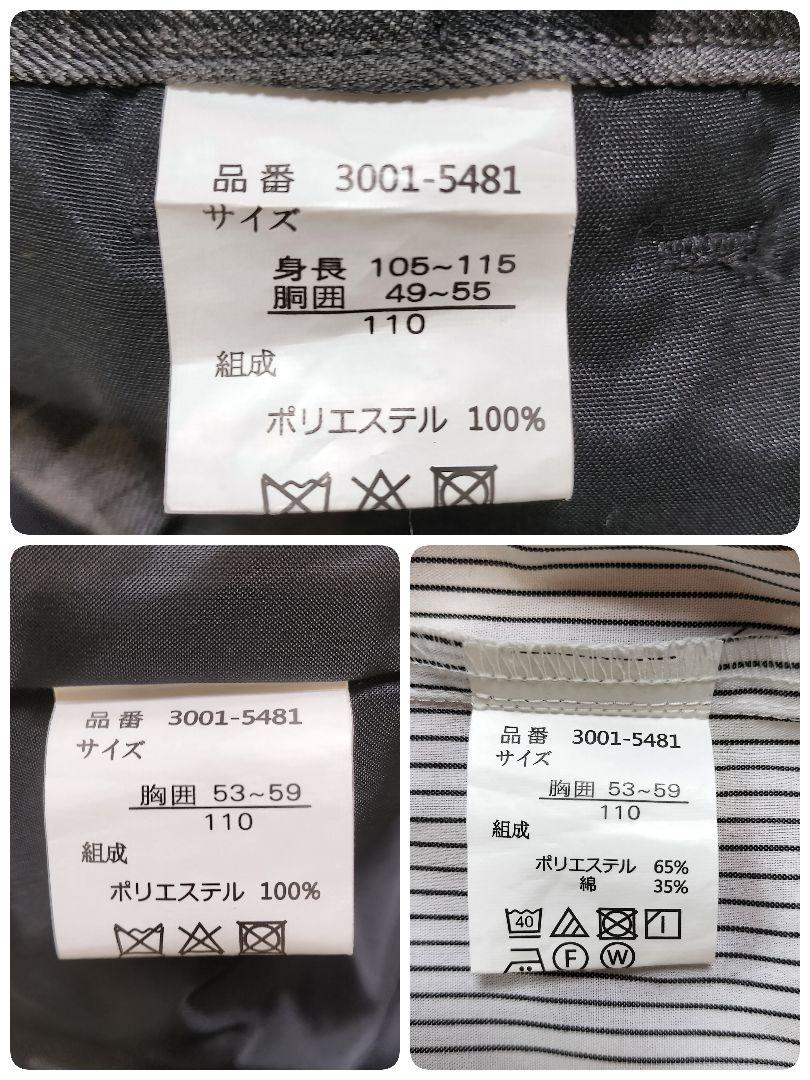 品番 3001-5481
サイズ
身長 105~115
胴囲 49~55
110
組成
ポリエステル 100%
品番 3001-5481
サイズ
胸囲 53~59
110
組成
ポリエステル 100%
品番 3001-5481
サイズ
胸囲 53~59
110
組成
ポリエステル 65%
綿 35%
40
F W